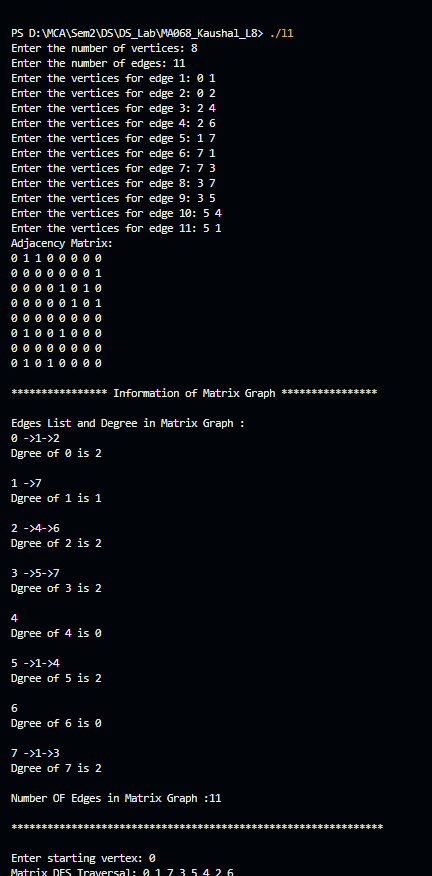 PS D:\MCA\Sem2\DS\DS_Lab\MA068_Kaushal_L8> ./l1
Enter the number of vertices: 8
Enter the number of edges: 11
Enter the vertices for edge 1: 0 1
Enter the vertices for edge 2: 0 2
Enter the vertices for edge 3: 2 4
Enter the vertices for edge 4: 2 6
Enter the vertices for edge 5: 1 7
Enter the vertices for edge 6: 7 1
Enter the vertices for edge 7: 7 3
Enter the vertices for edge 8: 3 7
Enter the vertices for edge 9: 3 5
Enter the vertices for edge 10: 5 4
Enter the vertices for edge 11: 5 1
Adjacency Matrix:
0 1 1 0 0 0 0 0
0 0 0 0 0 0 0 1
0 0 0 0 1 0 1 0
0 0 0 0 0 1 0 1
0 0 0 0 0 0 0 0
0 1 0 0 1 0 0 0
0 0 0 0 0 0 0 0
0 1 0 1 0 0 0 0
**************** Information of Matrix Graph ****************
Edges List and Degree in Matrix Graph :
0 ->1->2
Dgree of 0 is 2
1 ->7
Dgree of 1 is 1
2 ->4->6
Dgree of 2 is 2
3 ->5->7
Dgree of 3 is 2
4
Dgree of 4 is 0
5 ->1->4
Dgree of 5 is 2
6
Dgree of 6 is 0
7 ->1->3
Dgree of 7 is 2
Number OF Edges in Matrix Graph :11
**************************************************************
Enter starting vertex: 0
Matrix DFS Traversal: 0 1 7 3 5 4 2 6